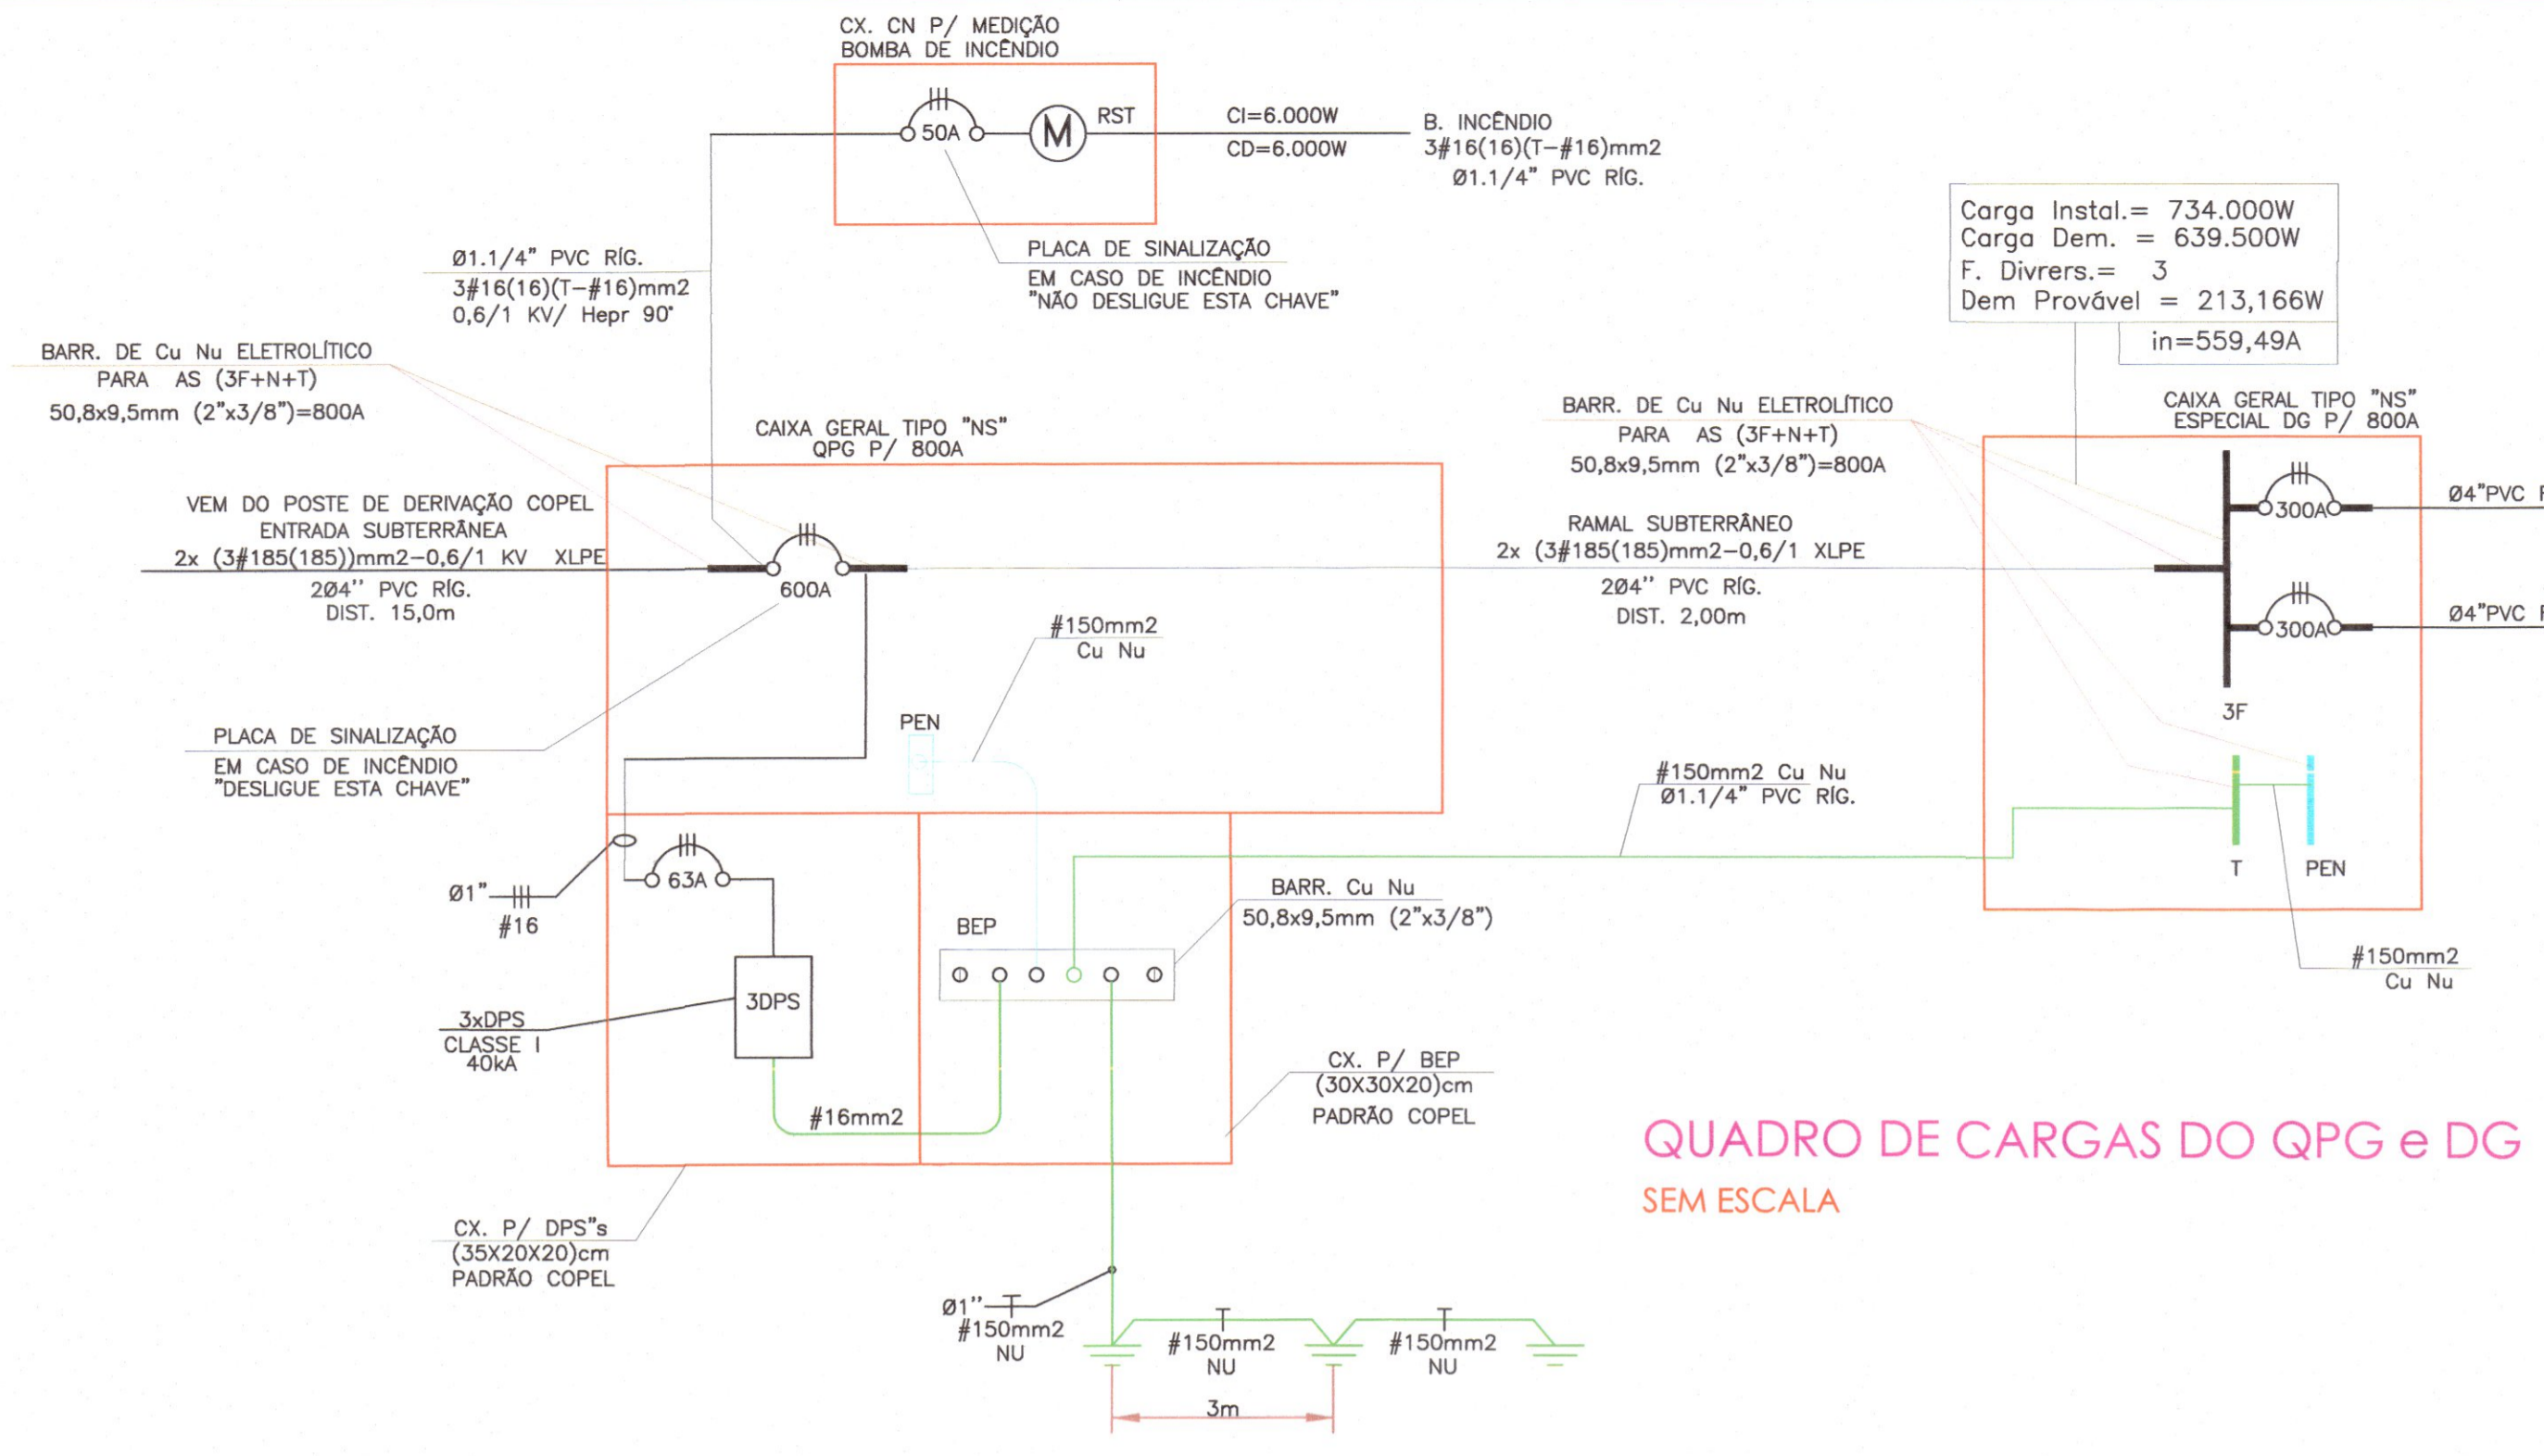 CX. CN P/ MEDIÇÃO
BOMBA DE INCÊNDIO
50A
M
RST
CI=6.000W
CD=6.000W
B. INCÊNDIO
3#16(16)(T-#16)mm2
Ø1.1/4" PVC RÍG.
PLACA DE SINALIZAÇÃO
EM CASO DE INCÊNDIO
"NÃO DESLIGUE ESTA CHAVE"
Ø1.1/4" PVC RÍG.
3#16(16)(T-#16)mm2
0,6/1 KV/ Hepr 90°
Carga Instal.= 734.000W
Carga Dem. = 639.500W
F. Divrers.= 3
Dem Provável = 213,166W
in=559,49A
BARR. DE Cu Nu ELETROLÍTICO
PARA AS (3F+N+T)
50,8x9,5mm (2"x3/8")=800A
CAIXA GERAL TIPO "NS"
QPG P/ 800A
BARR. DE Cu Nu ELETROLÍTICO
PARA AS (3F+N+T)
50,8x9,5mm (2"x3/8")=800A
CAIXA GERAL TIPO "NS"
ESPECIAL DG P/ 800A
VEM DO POSTE DE DERIVAÇÃO COPEL
ENTRADA SUBTERRÂNEA
2x (3#185(185))mm2-0,6/1 KV XLPE
2Ø4'' PVC RÍG.
DIST. 15,0m
600A
RAMAL SUBTERRÂNEO
2x (3#185(185)mm2-0,6/1 XLPE
2Ø4'' PVC RÍG.
DIST. 2,00m
300A
Ø4"PVC
300A
Ø4"PVC
3F
#150mm2
Cu Nu
PEN
PLACA DE SINALIZAÇÃO
EM CASO DE INCÊNDIO
"DESLIGUE ESTA CHAVE"
#150mm2 Cu Nu
Ø1.1/4" PVC RÍG.
T
PEN
#150mm2
Cu Nu
Ø1"
#16
63A
BARR. Cu Nu
50,8x9,5mm (2"x3/8")
BEP
3DPS
3xDPS
CLASSE I
40kA
#16mm2
CX. P/ BEP
(30X30X20)cm
PADRÃO COPEL
QUADRO DE CARGAS DO QPG e DG
SEM ESCALA
CX. P/ DPS"s
(35X20X20)cm
PADRÃO COPEL
Ø1''
#150mm2
NU
#150mm2
NU
#150mm2
NU
3m